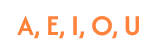 A, E, I, O, U